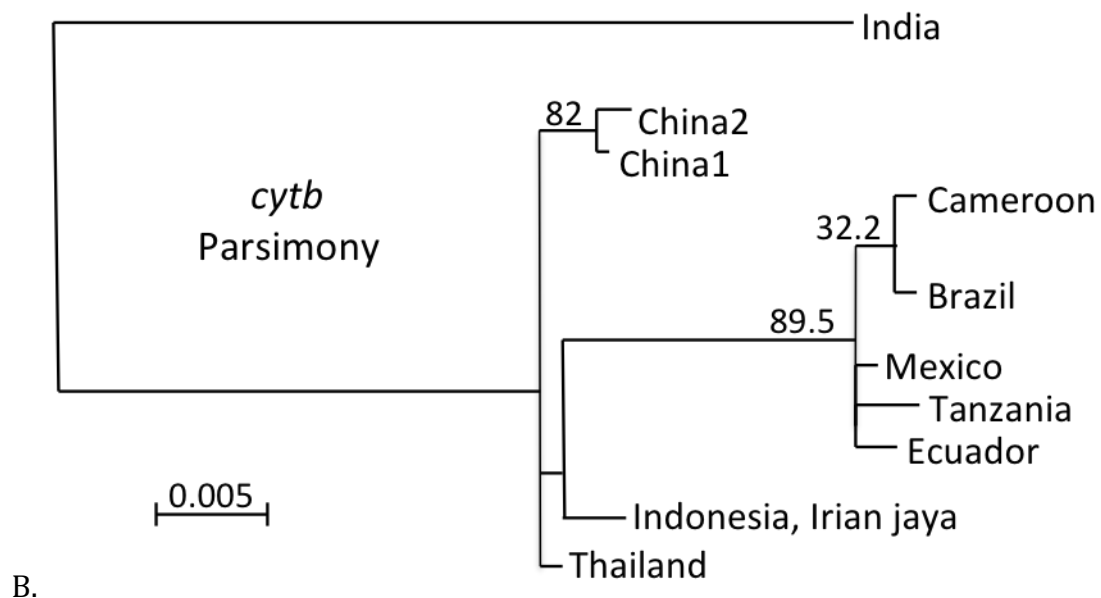 India
82
China2
China1
cytb
Parsimony
Cameroon
32.2
Brazil
89.5
Mexico
Tanzania
Ecuador
0.005
Indonesia, Irian jaya
Thailand
B.